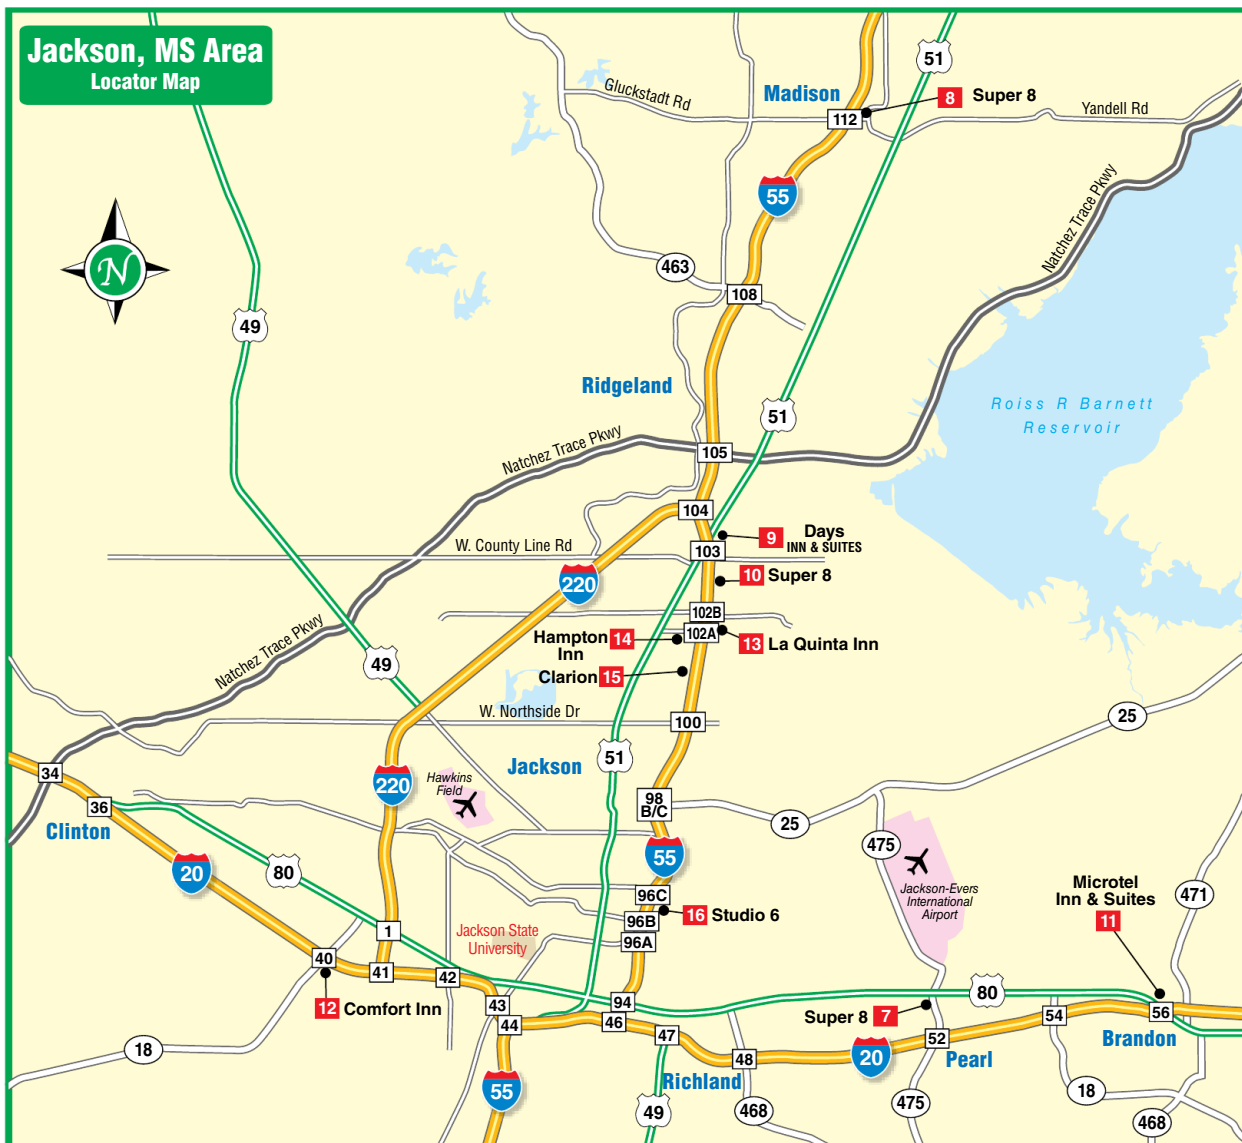 Jackson, MS Area
Locator Map
51
Gluckstadt Rd
Madison
8 Super 8
112
Yandell Rd
55
Natchez Trace Pkwy
N
463
108
49
Ridgeland
51
Roiss R Barnett
Reservoir
Natchez Trace Pkwy
105
104
9 Days
INN & SUITES
W. County Line Rd
103
220
10 Super 8
102B
Hampton
Inn
14
102A
13 La Quinta Inn
Natchez Trace Pkwy
49
Clarion 15
W. Northside Dr
100
25
51
Jackson
34
220
Hawkins
Field
98
B/C
36
Clinton
25
475
55
20
80
Jackson-Evers
International
Airport
Microtel
Inn & Suites
11
471
96C
16 Studio 6
96B
96A
1
Jackson State
University
40
41
42
80
12 Comfort Inn
43
94
Super 8 7
44
46
47
52
54
56
18
48
20
Pearl
Brandon
55
Richland
49
468
475
18
468